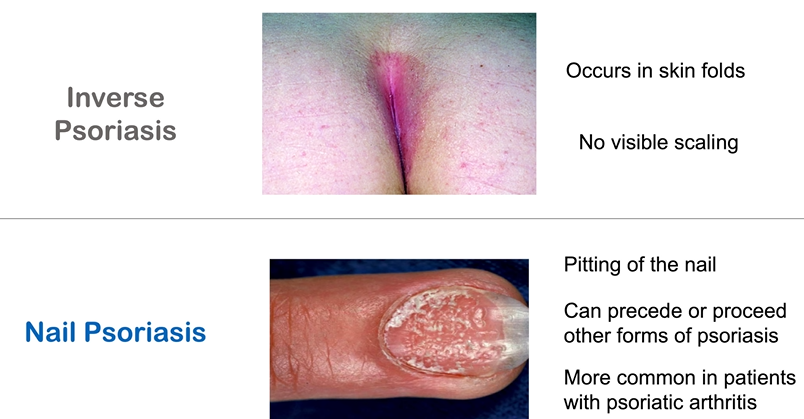 Inverse
Psoriasis
Occurs in skin folds
No visible scaling
Nail Psoriasis
Pitting of the nail
Can precede or proceed
other forms of psoriasis
More common in patients
with psoriatic arthritis